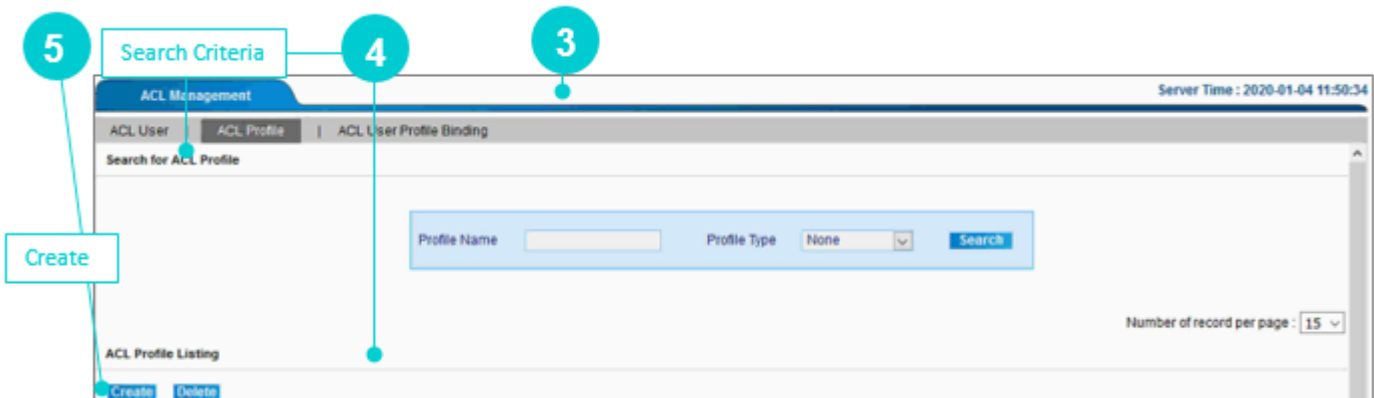 5
Search Criteria
4
3
ACL Management
Server Time : 2020-01-04 11:50:34
ACL User | ACL Profile | ACL User Profile Binding
Search for ACL Profile
Profile Name
Profile Type None Search
Create
Number of record per page : 15
ACL Profile Listing
Create Delete